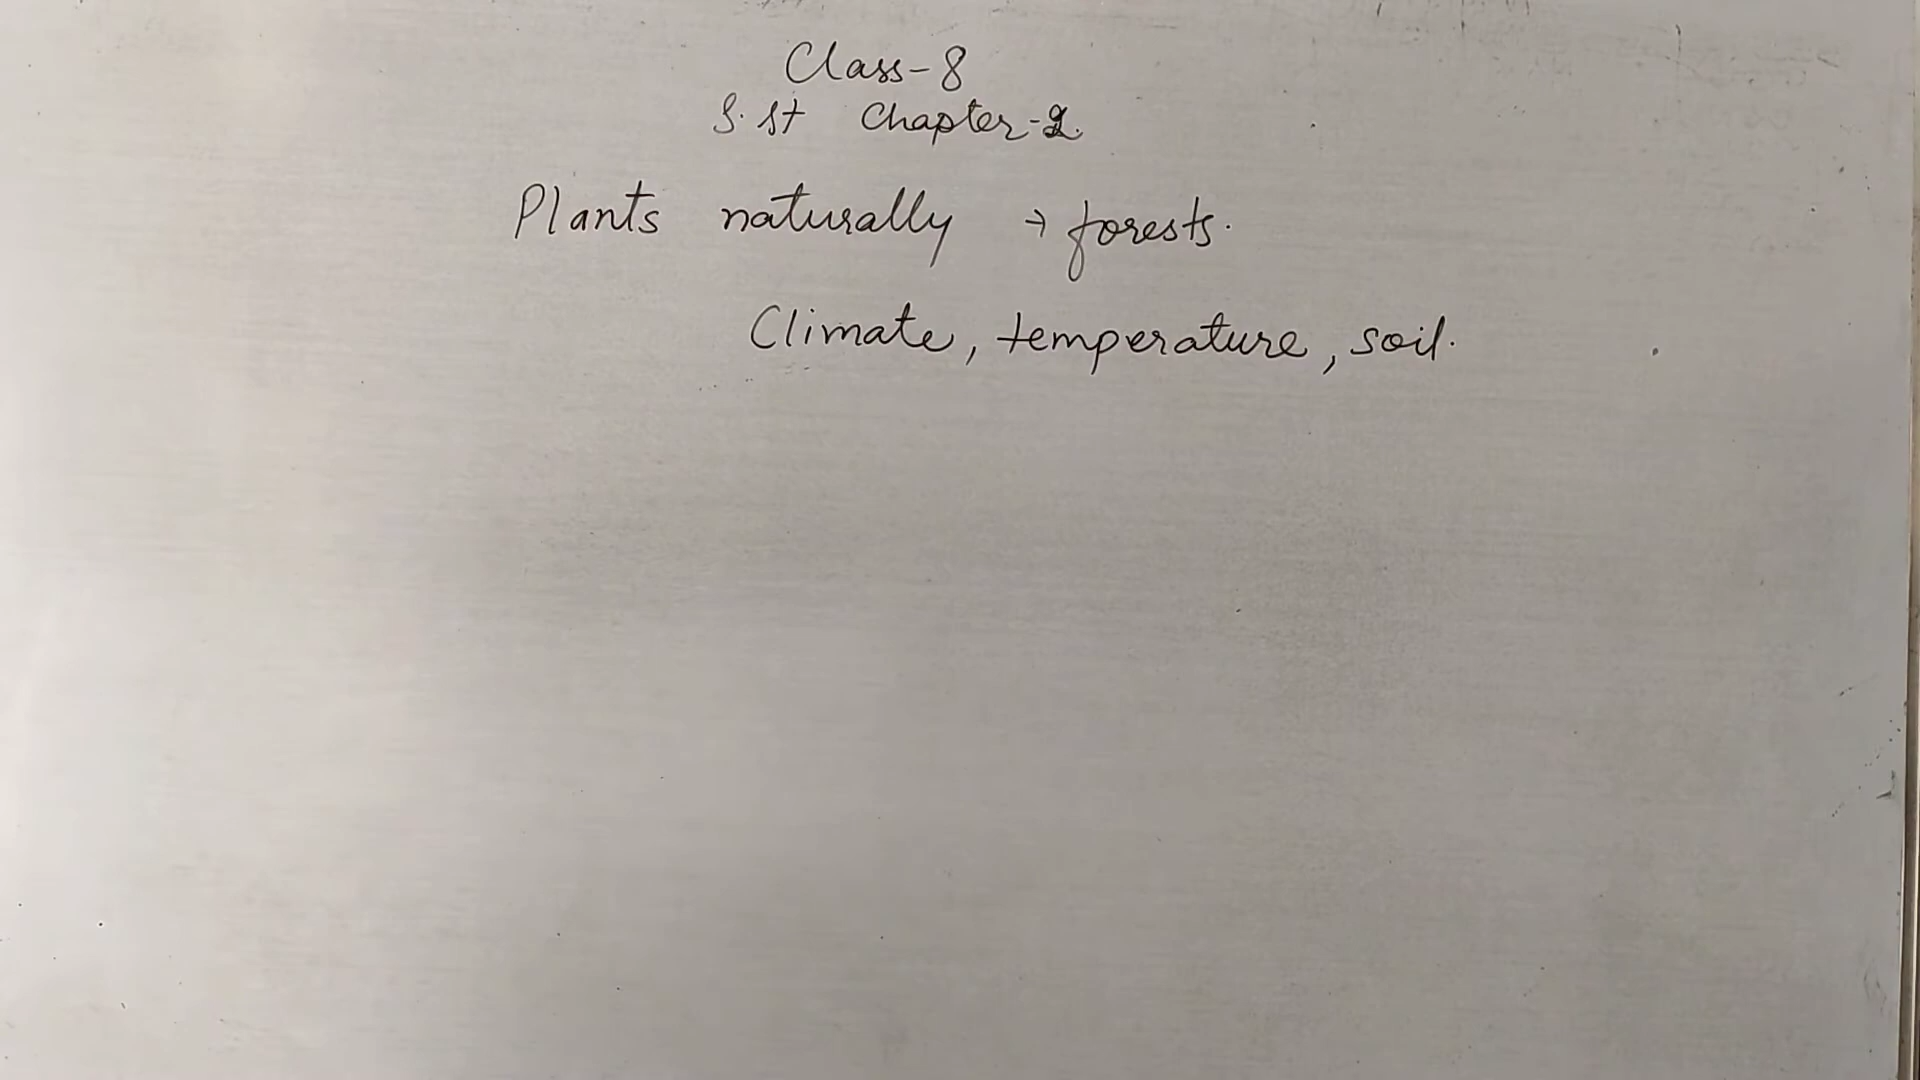 Class-8
S.St Chapter-2.
Plants naturally → forests.
Climate, temperature, soil.